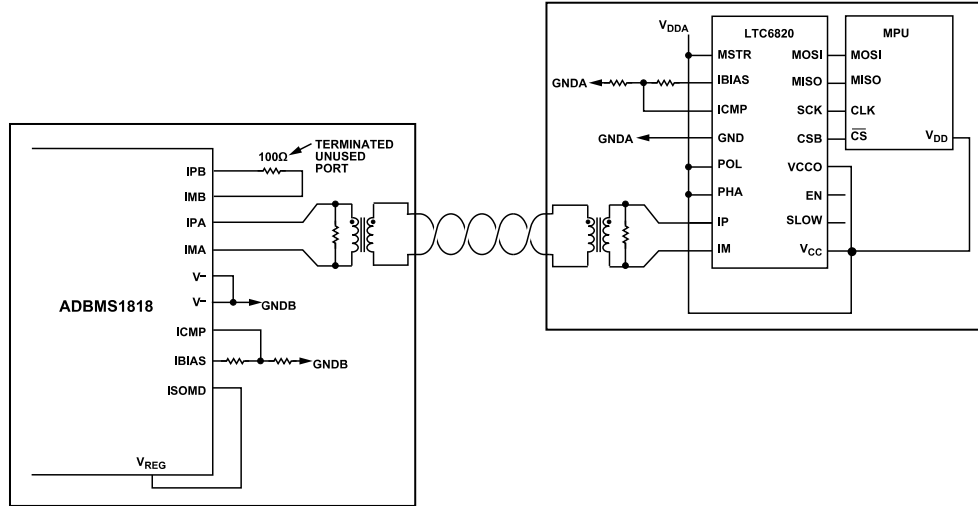 VDDA
LTC6820
MPU
MSTR
MOSI
MOSI
GNDA
IBIAS
MISO
MISO
ICMP
SCK
CLK
GNDA
GND
CSB
CS
VDD
POL
VCCO
PHA
EN
IP
SLOW
IM
VCC
100Ω
TERMINATED
UNUSED
PORT
IPB
IMB
IPA
IMA
V–
V–
GNDB
ADBMS1818
ICMP
IBIAS
GNDB
ISOMD
VREG